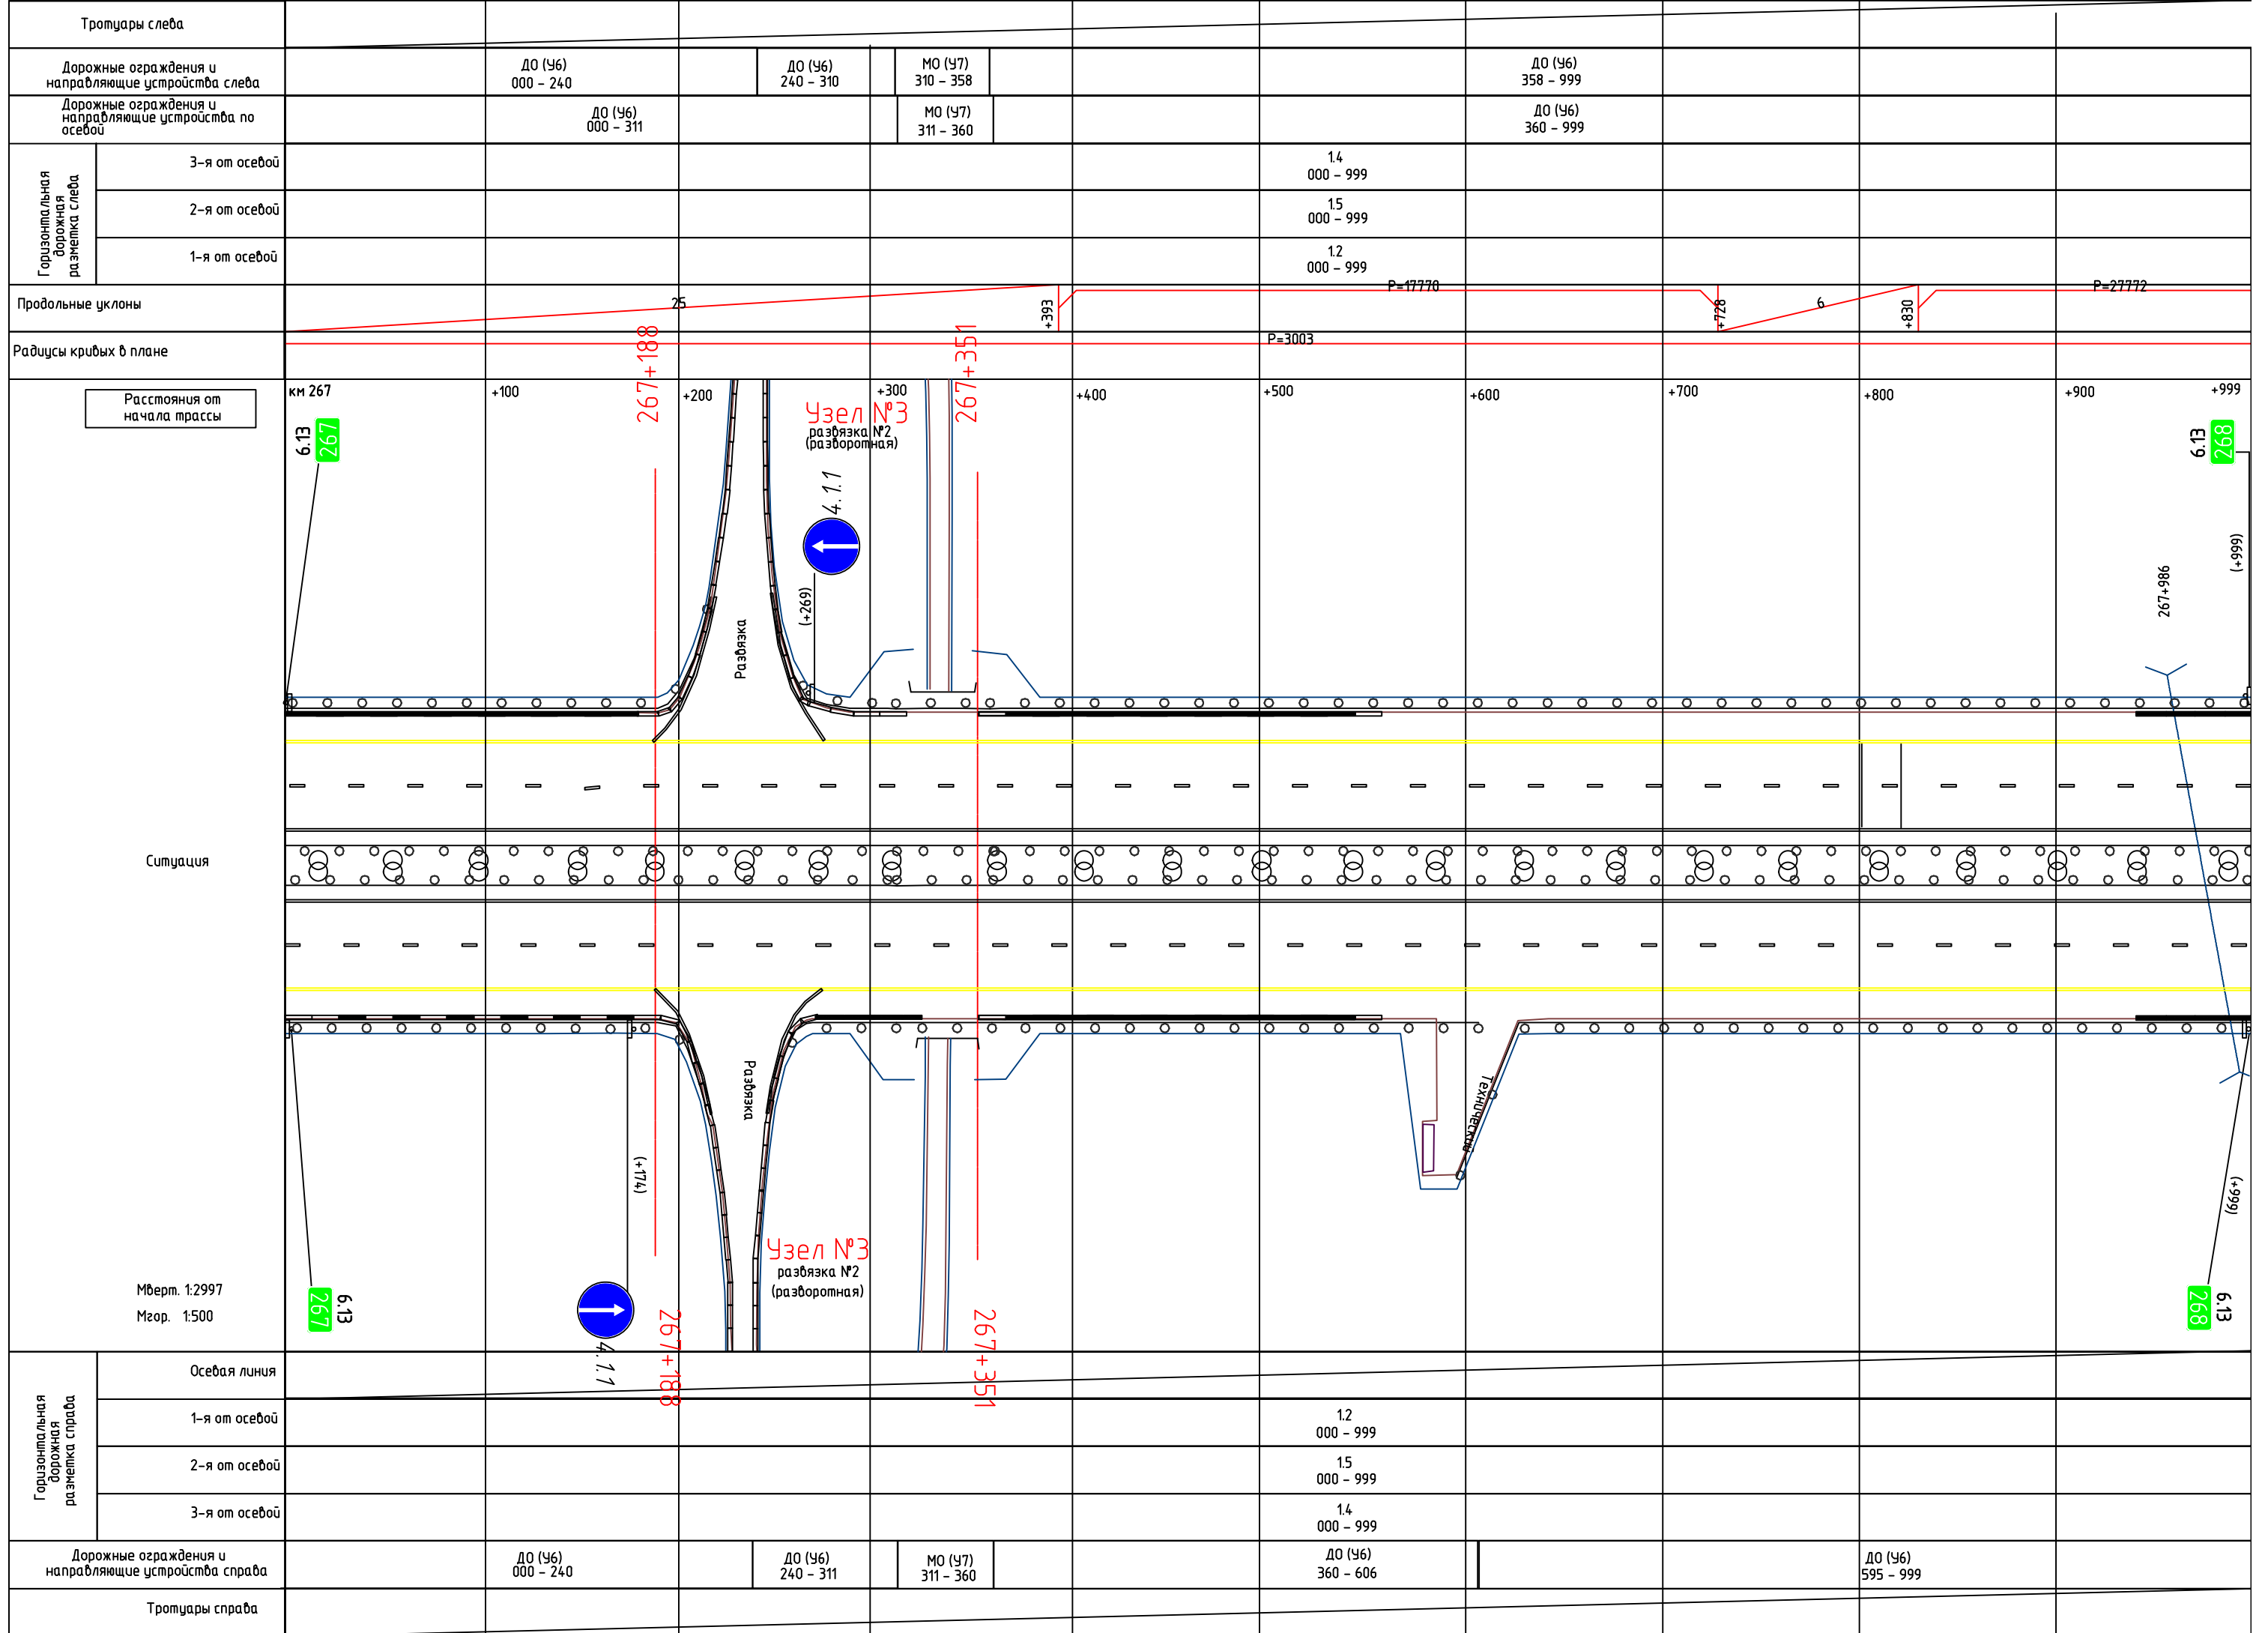 Тротуары слева
Дорожные ограждения и
направляющие устройства слева
ДО (У6)
000 – 240
ДО (У6)
240 – 310
МО (У7)
310 – 358
ДО (У6)
358 – 999
Дорожные ограждения и
направляющие устройства по
осевой
ДО (У6)
000 – 311
МО (У7)
311 – 360
ДО (У6)
360 – 999
Горизонтальная
дорожная
разметка слева
3-я от осевой
1.4
000 – 999
2-я от осевой
1.5
000 – 999
1-я от осевой
1.2
000 – 999
Продольные уклоны
25
+393
Р=17770
+728
6
+830
Р=27772
Радиусы кривых в плане
Р=3003
267+188
267+351
Расстояния от
начала трассы
км 267
+100
+200
+300
+400
+500
+600
+700
+800
+900
+999
6.13
267
Узел №3
развязка №2
(разворотная)
4.1.1
(+269)
Развязка
6.13
268
(+999)
267+986
Ситуация
Развязка
(+174)
Технический
(+999)
Узел №3
развязка №2
(разворотная)
Мверт. 1:2997
Мгор. 1:500
267
6.13
4.1.1
267+188
267+351
268
6.13
Горизонтальная
дорожная
разметка справа
Осевая линия
1-я от осевой
1.2
000 – 999
2-я от осевой
1.5
000 – 999
3-я от осевой
1.4
000 – 999
Дорожные ограждения и
направляющие устройства справа
ДО (У6)
000 – 240
ДО (У6)
240 – 311
МО (У7)
311 – 360
ДО (У6)
360 – 606
ДО (У6)
595 – 999
Тротуары справа